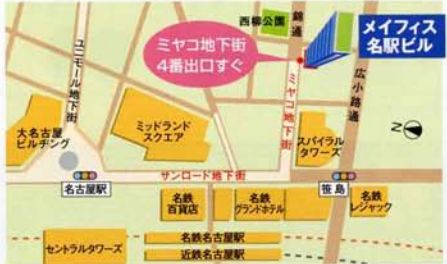 西柳公園
錦通
メイフィス
名駅ビル
ミヤコ地下街
4番出口すぐ
ユニモール地下街
ミヤコ地下街
広小路通
大名古屋
ビルヂング
ミッドランド
スクエア
スパイラル
タワーズ
N
サンロード地下街
名古屋駅
笹島
名鉄
百貨店
名鉄
グランドホテル
名鉄
レジャック
セントラルタワーズ
名鉄名古屋駅
近鉄名古屋駅